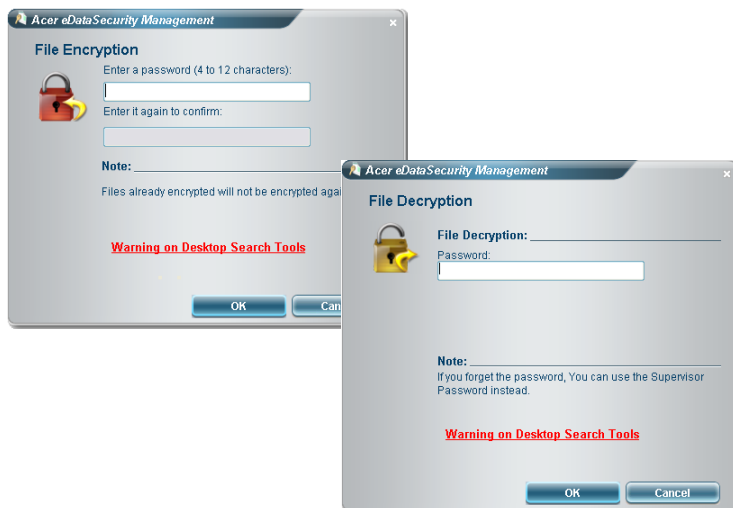 Acer eDataSecurity Management
File Encryption
Enter a password (4 to 12 characters):
Enter it again to confirm:
Note:
Files already encrypted will not be encrypted
Warning on Desktop Search Tools
OK
Acer eDataSecurity Management
File Decryption
File Decryption:
Password:
Note:
If you forget the password, You can use the Supervisor
Password instead.
Warning on Desktop Search Tools
OK
Cancel